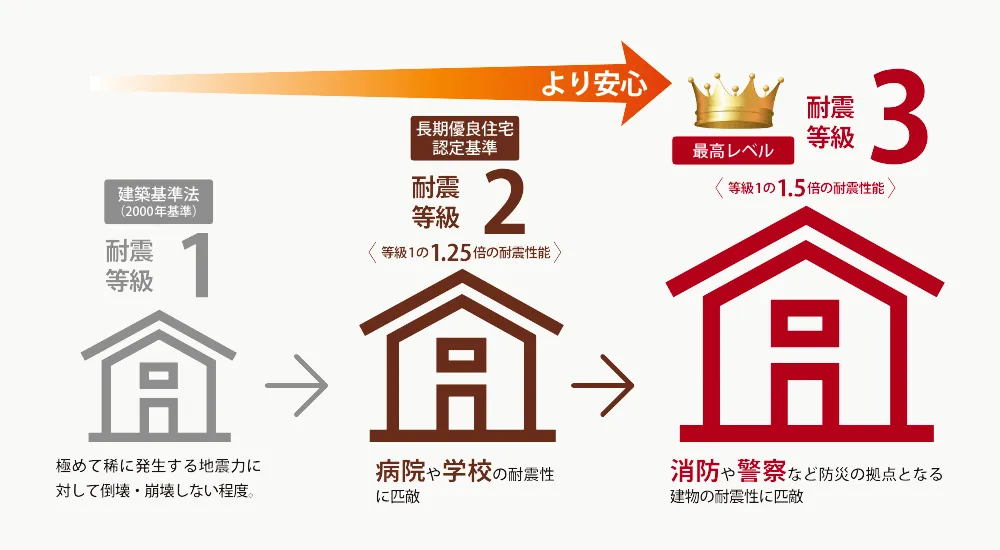 より安心
建築基準法
(2000年基準)
耐震
等級
1
極めて稀に発生する地震力に
対して倒壊・崩壊しない程度。
長期優良住宅
認定基準
耐震
等級
2
〈 等級1の1.25倍の耐震性能 〉
病院や学校の耐震性
に匹敵
最高レベル
耐震
等級
3
〈 等級1の1.5倍の耐震性能 〉
消防や警察など防災の拠点となる
建物の耐震性に匹敵